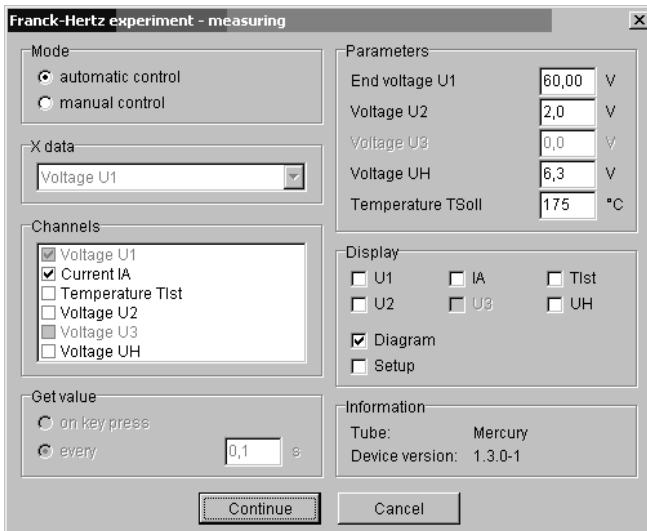 Franck-Hertz experiment - measuring
Mode
automatic control
manual control
X data
Voltage U1
Channels
Voltage U1
Current IA
Temperature TIst
Voltage U2
Voltage U3
Voltage UH
Get value
on key press
every 0,1 s
Parameters
End voltage U1 60,00 V
Voltage U2 2,0 V
Voltage U3 0,0 V
Voltage UH 6,3 V
Temperature TSoll 175 °C
Display
U1 IA TIst
U2 U3 UH
Diagram
Setup
Information
Tube: Mercury
Device version: 1.3.0-1
Continue Cancel